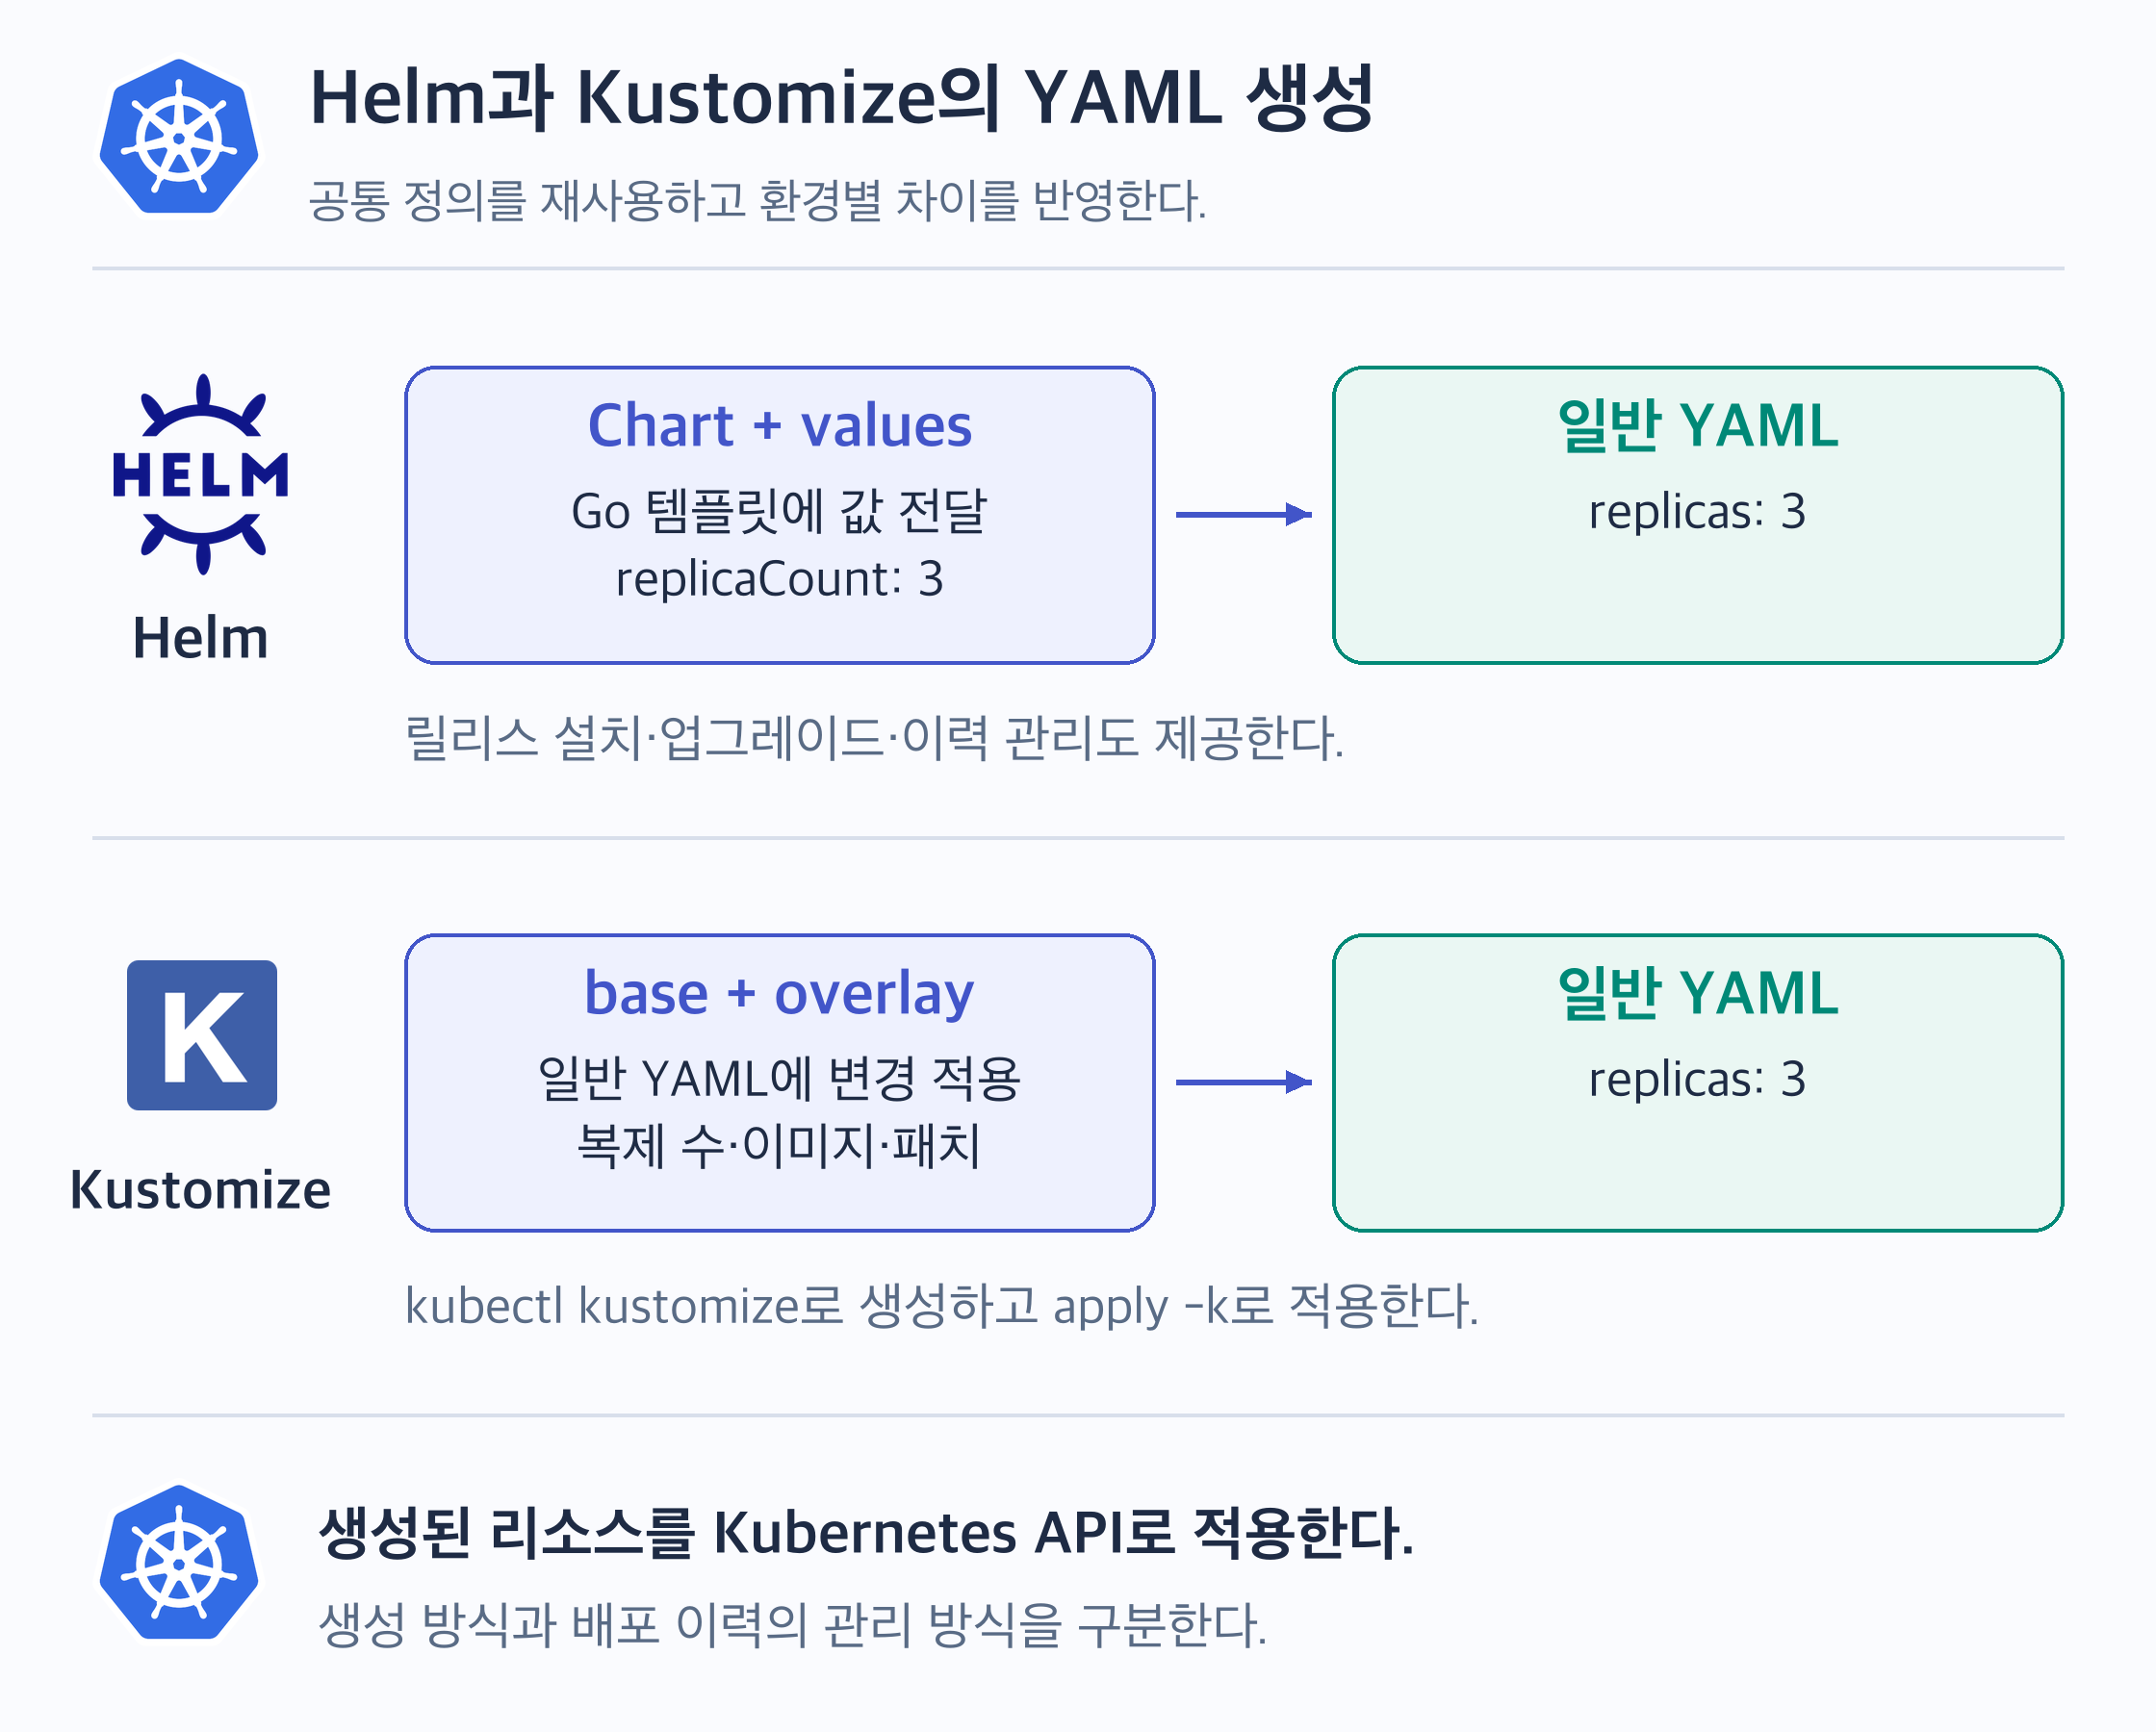 Helm과 Kustomize의 YAML 생성
공통 정의를 재사용하고 환경별 차이를 반영한다.
HELM
Helm
Chart + values
Go 템플릿에 값 전달
replicaCount: 3
일반 YAML
replicas: 3
릴리스 설치·업그레이드·이력 관리도 제공한다.
K
Kustomize
base + overlay
일반 YAML에 변경 적용
복제 수·이미지·패치
일반 YAML
replicas: 3
kubectl kustomize로 생성하고 apply -k로 적용한다.
생성된 리소스를 Kubernetes API로 적용한다.
생성 방식과 배포 이력의 관리 방식을 구분한다.